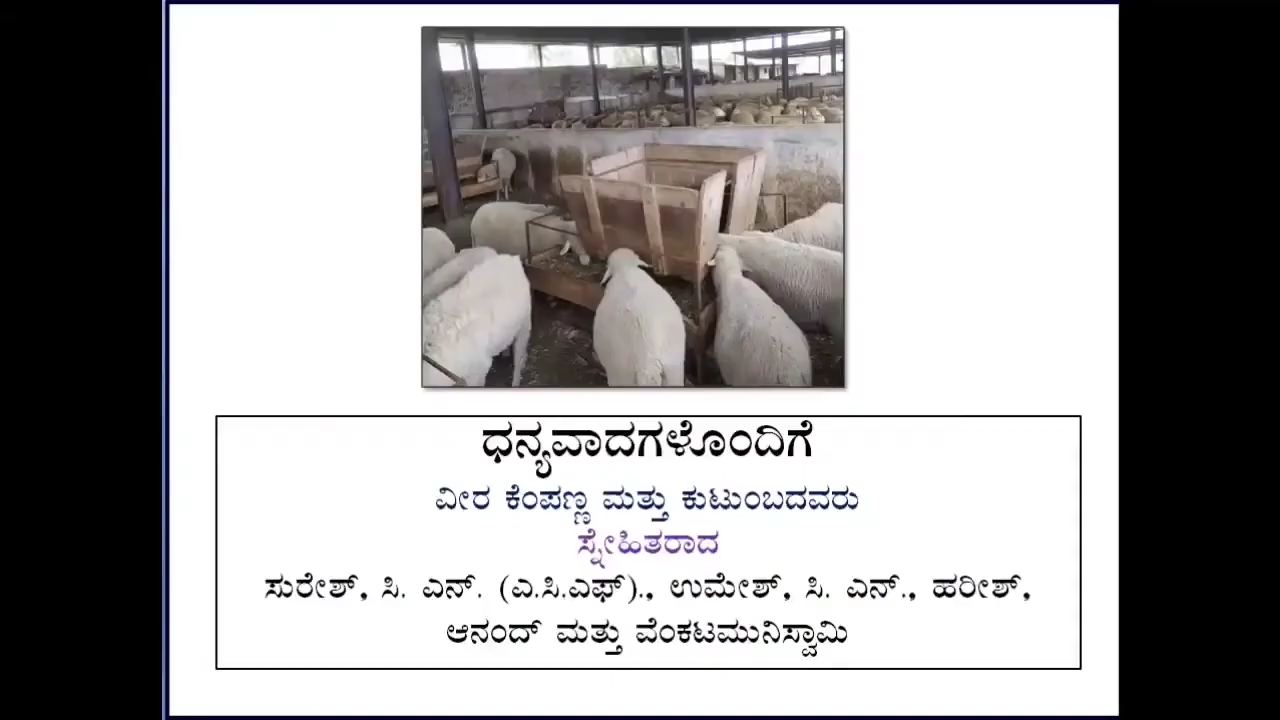 ಧನ್ಯವಾದಗಳೊಂದಿಗೆ
ವೀರ ಕೆಂಪಣ್ಣ ಮತ್ತು ಕುಟುಂಬದವರು
ಸ್ನೇಹಿತರಾದ
ಸುರೇಶ್, ಸಿ. ಎನ್. (ಎ.ಸಿ.ಎಫ್)., ಉಮೇಶ್, ಸಿ. ಎನ್., ಹರೀಶ್,
ಆನಂದ್ ಮತ್ತು ವೆಂಕಟಮುನಿಸ್ವಾಮಿ